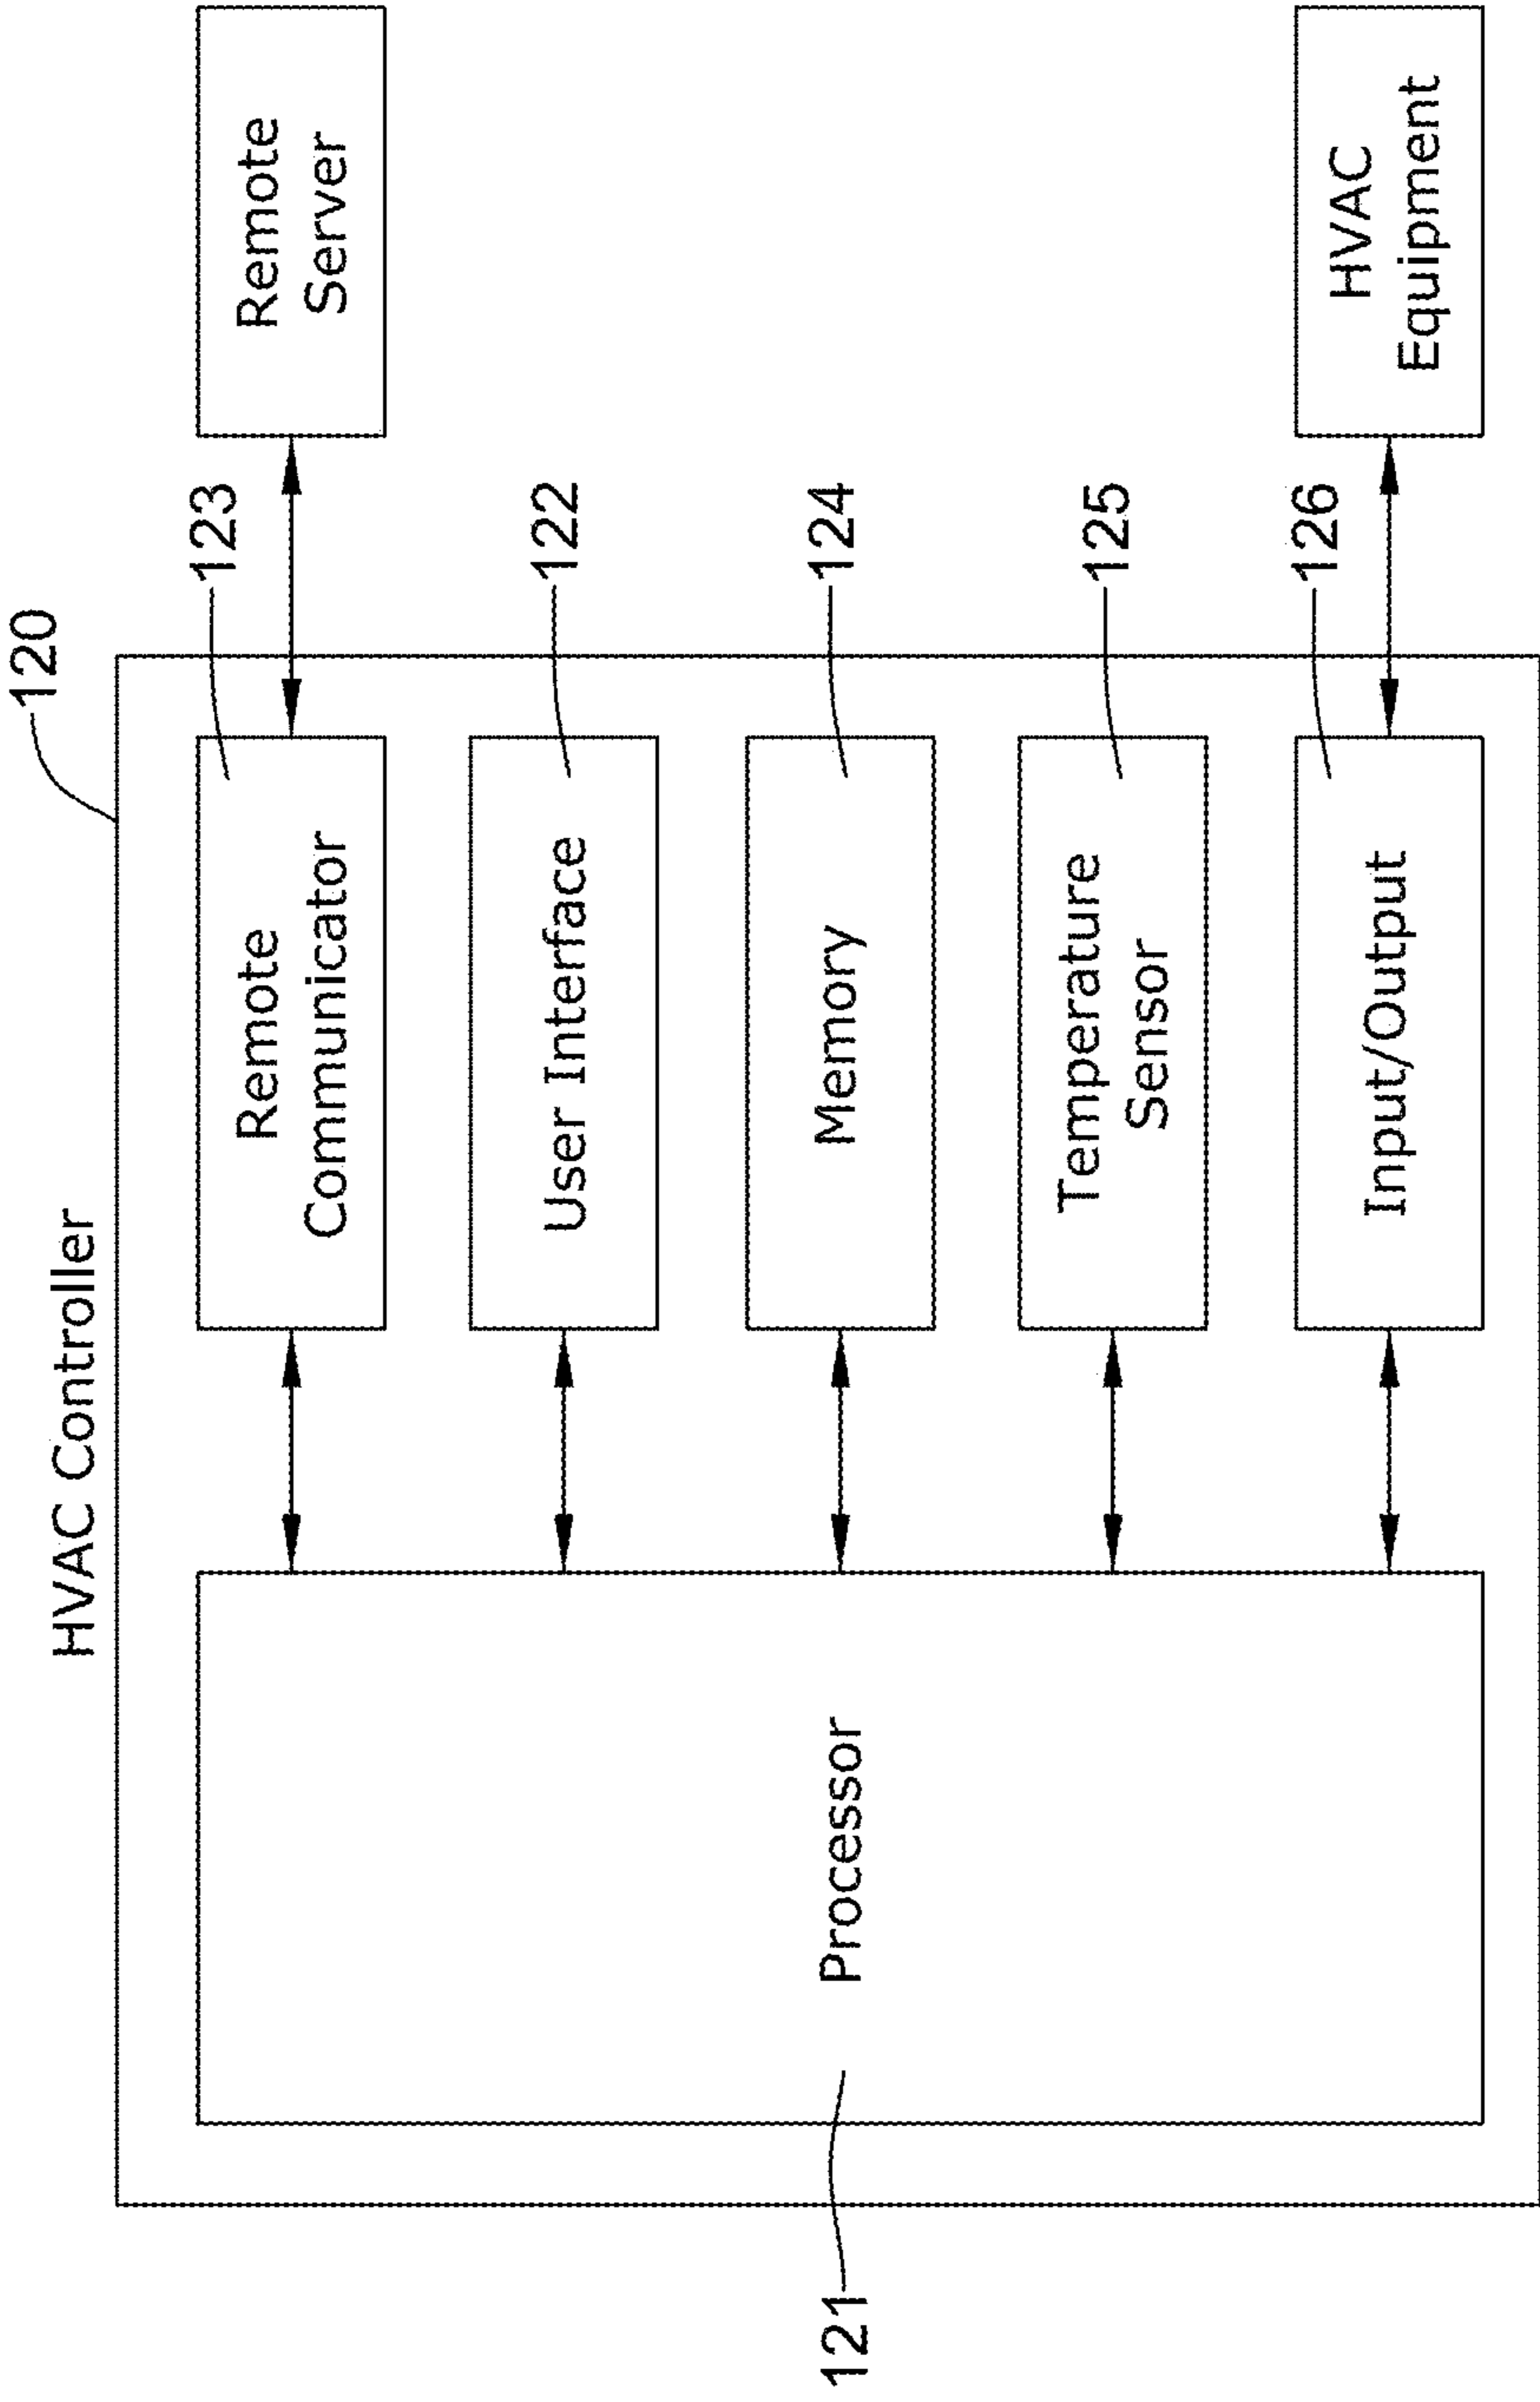 HVAC Controller
120
Processor
121
Remote
Communicator
123
Remote
Server
User Interface
122
Memory
124
Temperature
Sensor
125
Input/Output
126
HVAC
Equipment